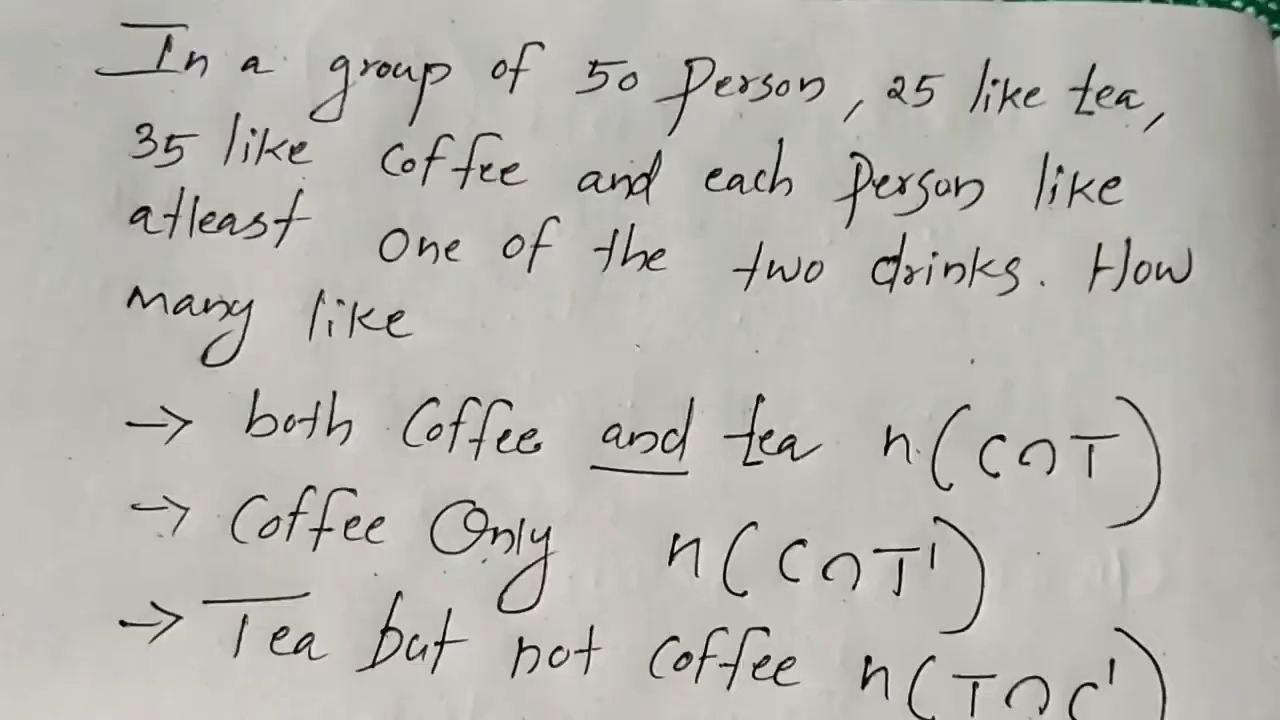 In a group of 50 Person, 25 like tea,
35 like Coffee and each Person like
atleast One of the two drinks. How
many like
→ both Coffee and tea n(C∩T)
→ Coffee Only n(C∩T')
→ Tea but not Coffee n(T∩C')